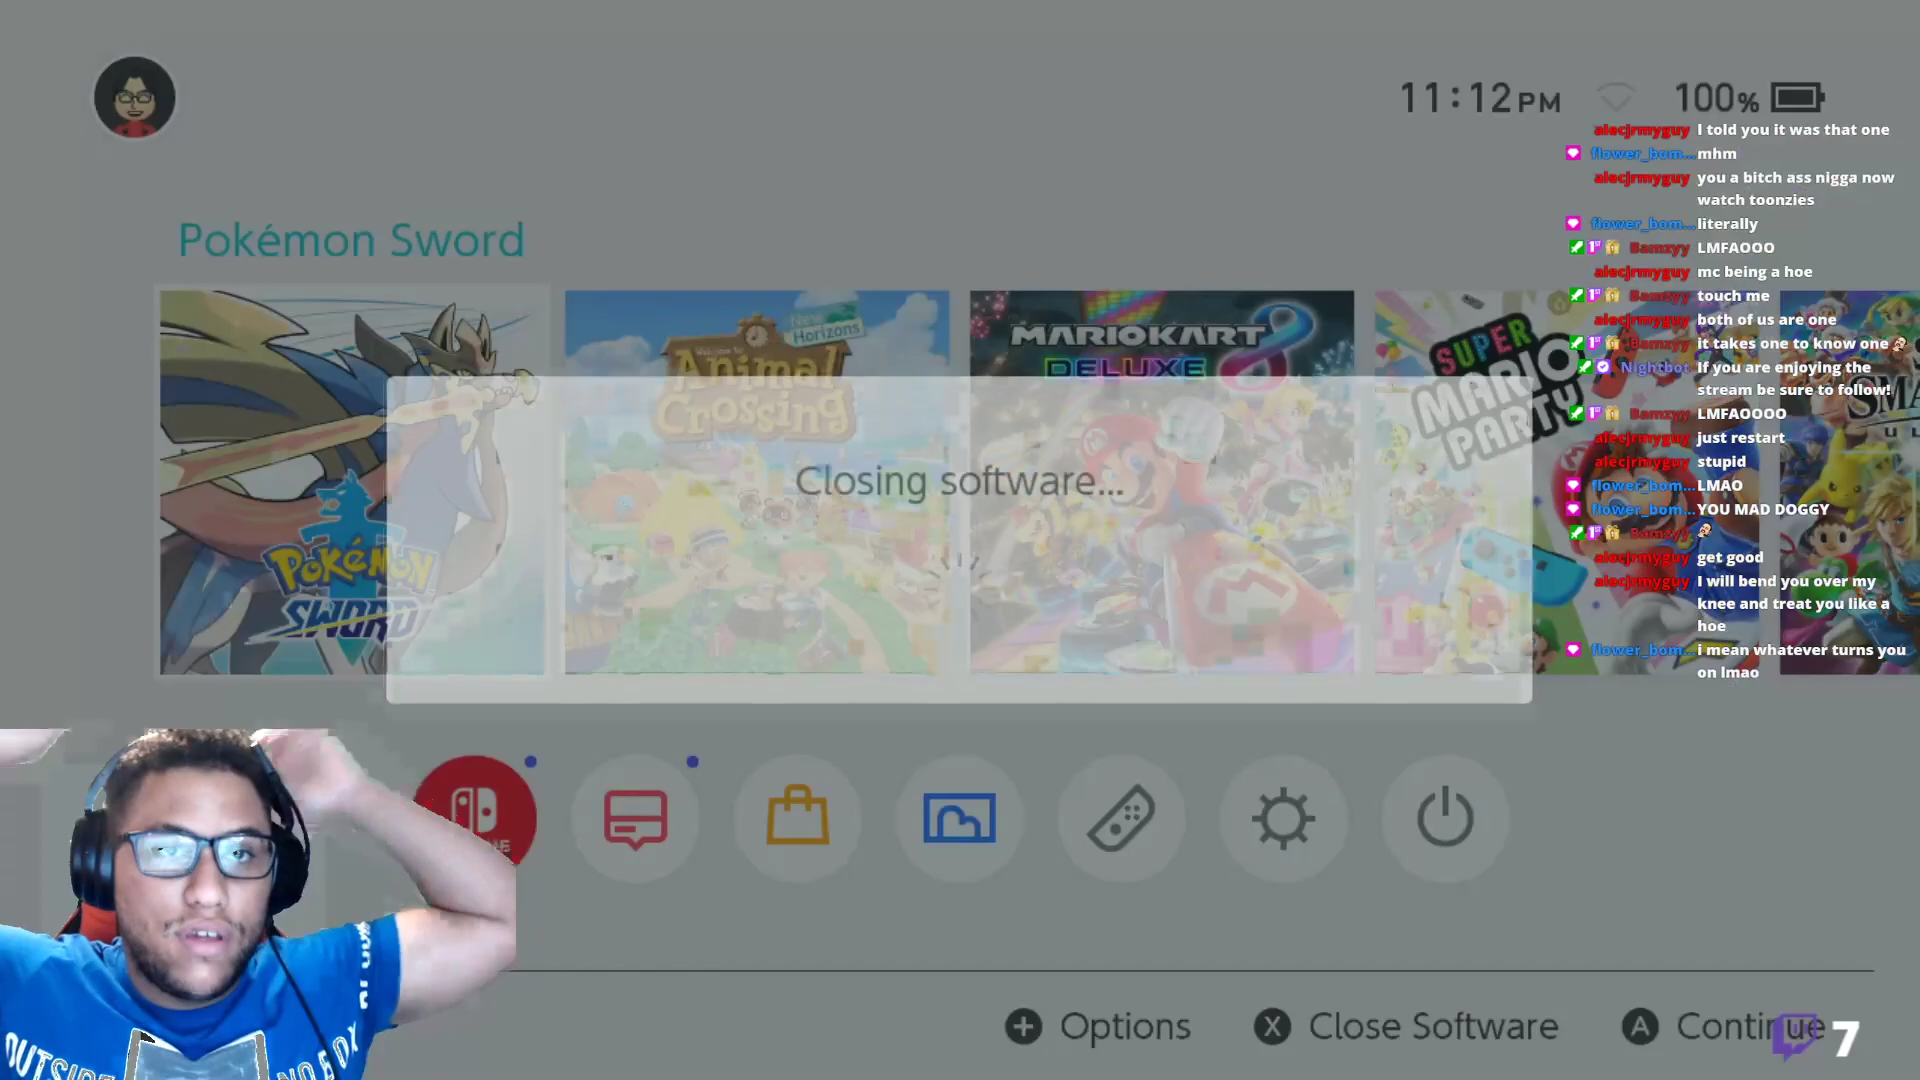 11:12 PM 100%
alecjrmyguy I told you it was that one
flower_bom... mhm
alecjrmyguy you a bitch ass nigga now
watch toonzies
flower_bom... literally
Bamzyy LMFAOOO
alecjrmyguy mc being a hoe
Bamzyy touch me
alecjrmyguy both of us are one
Bamzyy it takes one to know one
Nightbot If you are enjoying the
stream be sure to follow!
Bamzyy LMFAOOOO
alecjrmyguy just restart
alecjrmyguy stupid
flower_bom... LMAO
flower_bom... YOU MAD DOGGY
Bamzyy
alecjrmyguy get good
alecjrmyguy I will bend you over my
knee and treat you like a
hoe
flower_bom... i mean whatever turns you
on lmao
Pokémon Sword
Pokémon
SWORD
Welcome to
Animal
Crossing
New
Horizons
MARIOKART 8
DELUXE
SUPER
MARIO
PARTY
Closing software...
OUTSIDE
NOBODY
+ Options
X Close Software
A Continue
7